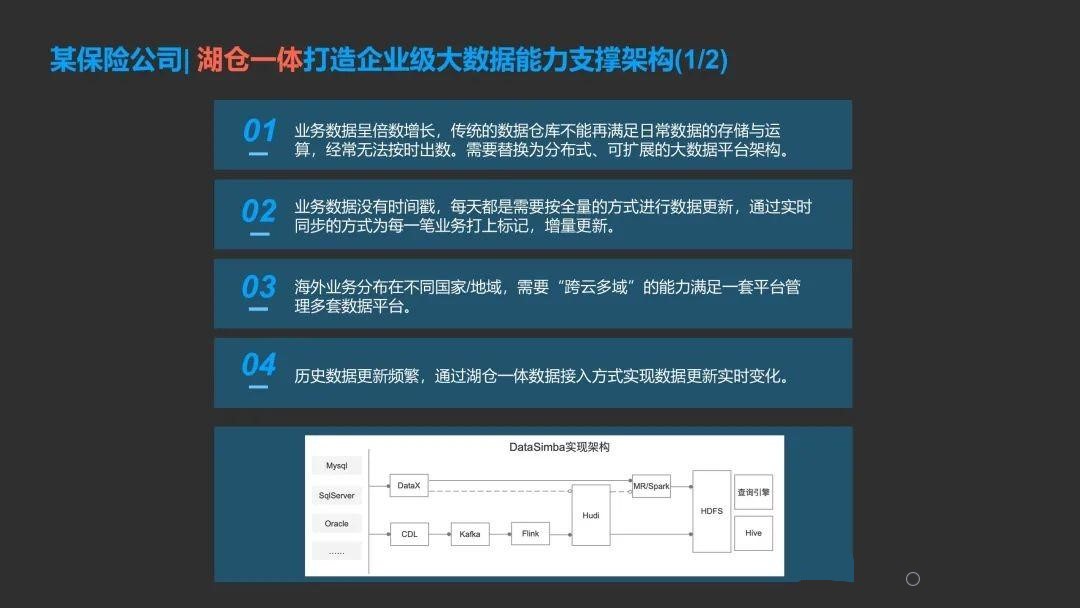 某保险公司| 湖仓一体打造企业级大数据能力支撑架构(1/2)
01
业务数据呈倍数增长，传统的数据仓库不能再满足日常数据的存储与运
算，经常无法按时出数。需要替换为分布式、可扩展的大数据平台架构。
02
业务数据没有时间戳，每天都是需要按全量的方式进行数据更新，通过实时
同步的方式为每一笔业务打上标记，增量更新。
03
海外业务分布在不同国家/地域，需要“跨云多域”的能力满足一套平台管
理多套数据平台。
04
历史数据更新频繁，通过湖仓一体数据接入方式实现数据更新实时变化。
DataSimba实现架构
Mysql
SqlServer
Oracle
......
DataX
CDL
Kafka
Flink
Hudi
MR/Spark
HDFS
查询引擎
Hive